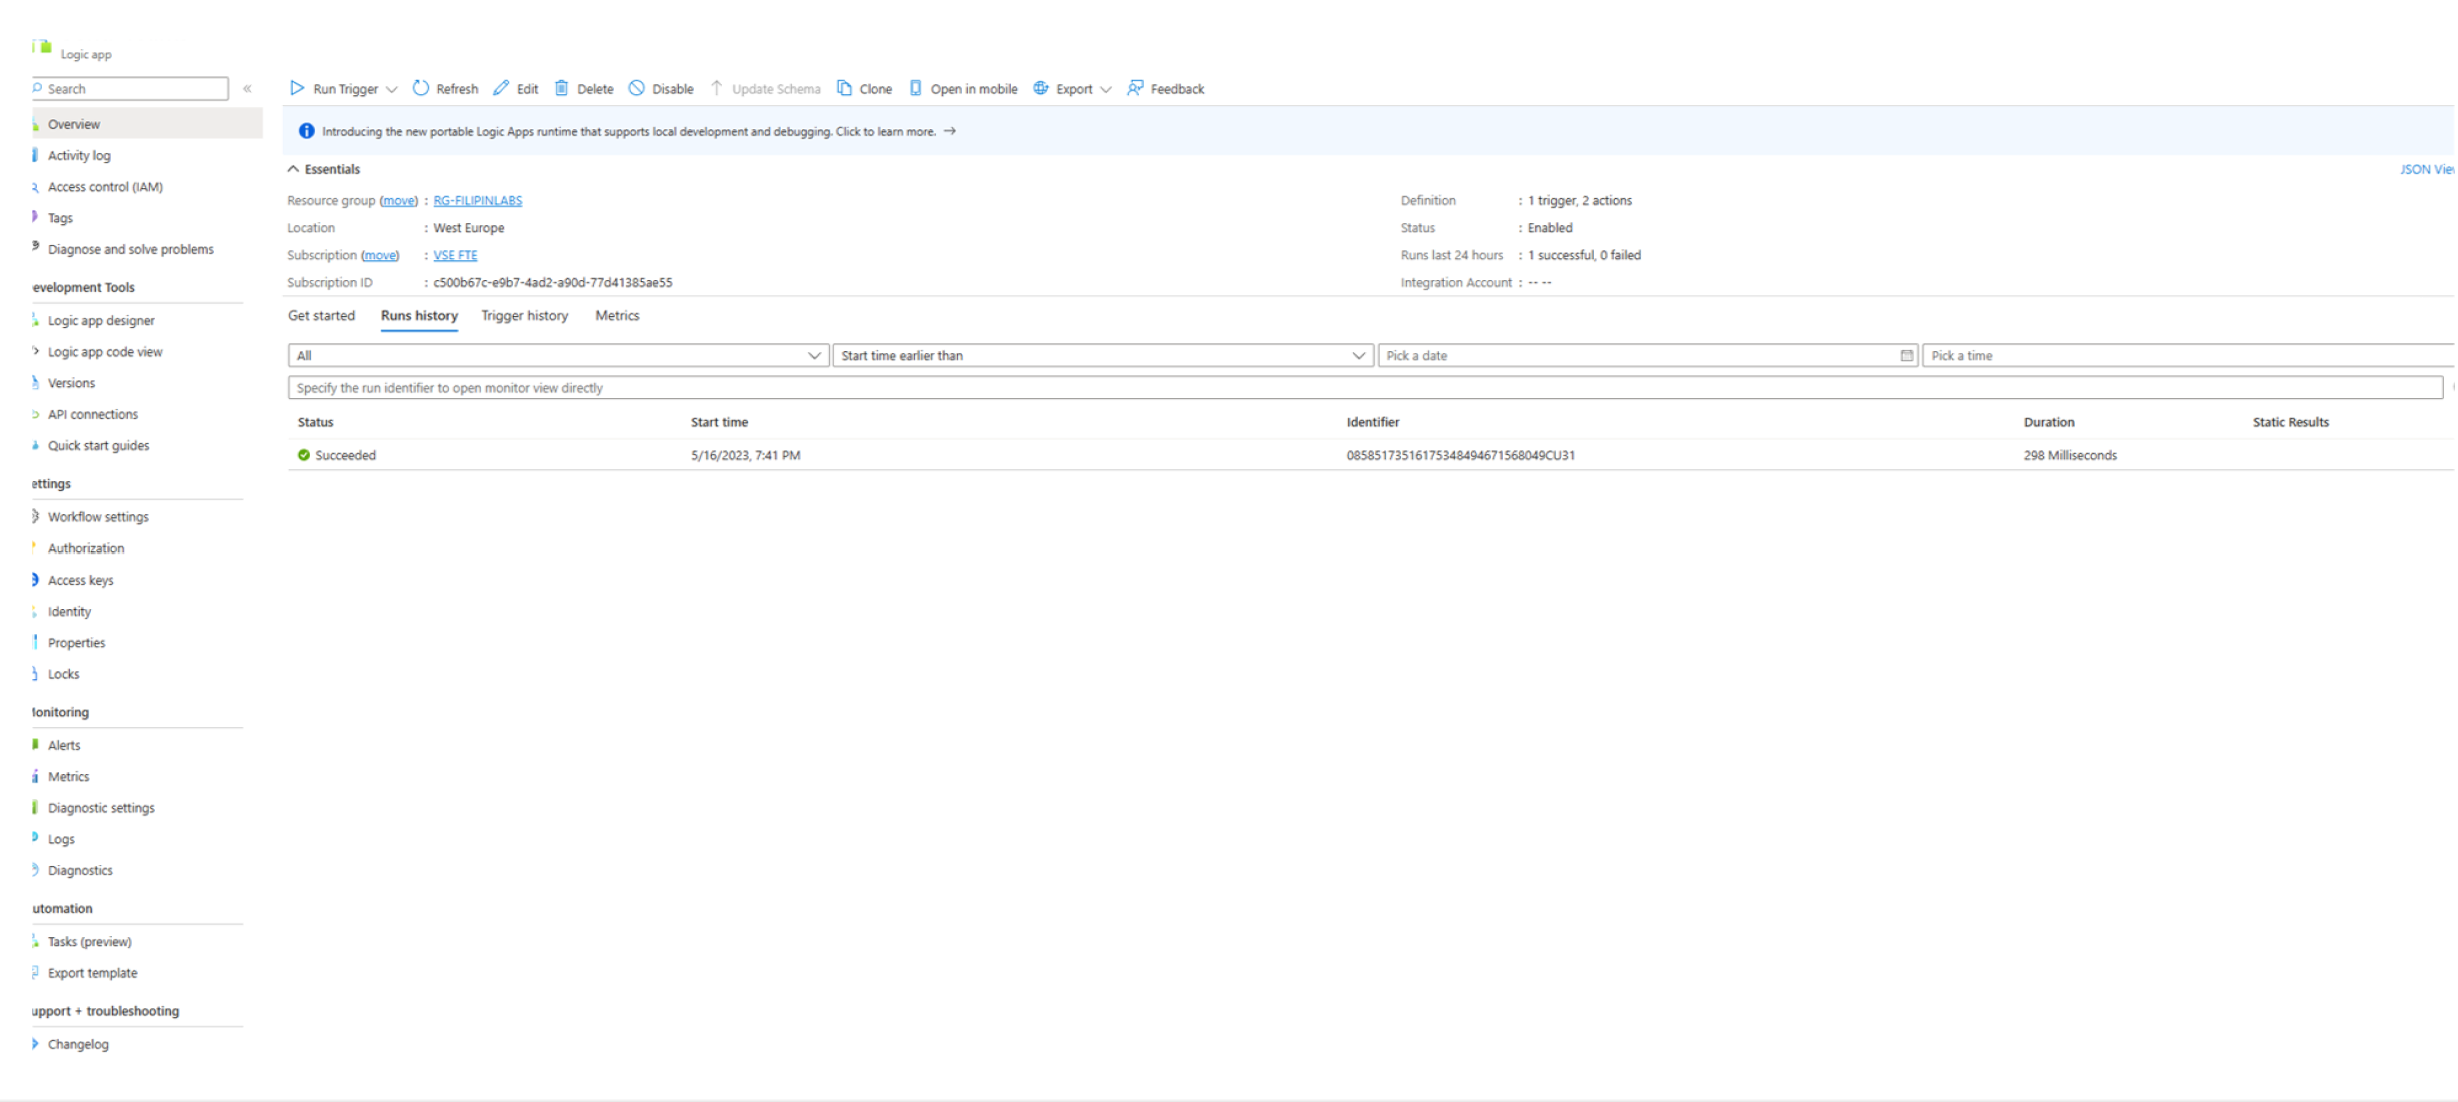 Logic app
Search «
Run Trigger Refresh Edit Delete Disable Update Schema Clone Open in mobile Export Feedback
Overview
Introducing the new portable Logic Apps runtime that supports local development and debugging. Click to learn more. →
Activity log
Access control (IAM)
Tags
Diagnose and solve problems
evelopment Tools
Logic app designer
Logic app code view
Versions
API connections
Quick start guides
ettings
Workflow settings
Authorization
Access keys
Identity
Properties
Locks
Monitoring
Alerts
Metrics
Diagnostic settings
Logs
Diagnostics
utomation
Tasks (preview)
Export template
upport + troubleshooting
Changelog
Essentials
JSON View
Resource group (move) : RG-FILIPINLABS
Location : West Europe
Subscription (move) : VSE FTE
Subscription ID : c500b67c-e9b7-4ad2-a90d-77d41385ae55
Definition : 1 trigger, 2 actions
Status : Enabled
Runs last 24 hours : 1 successful, 0 failed
Integration Account : -- --
Get started Runs history Trigger history Metrics
All Start time earlier than Pick a date Pick a time
Specify the run identifier to open monitor view directly
Status Start time Identifier Duration Static Results
Succeeded 5/16/2023, 7:41 PM 08585173516175348494671568049CU31 298 Milliseconds